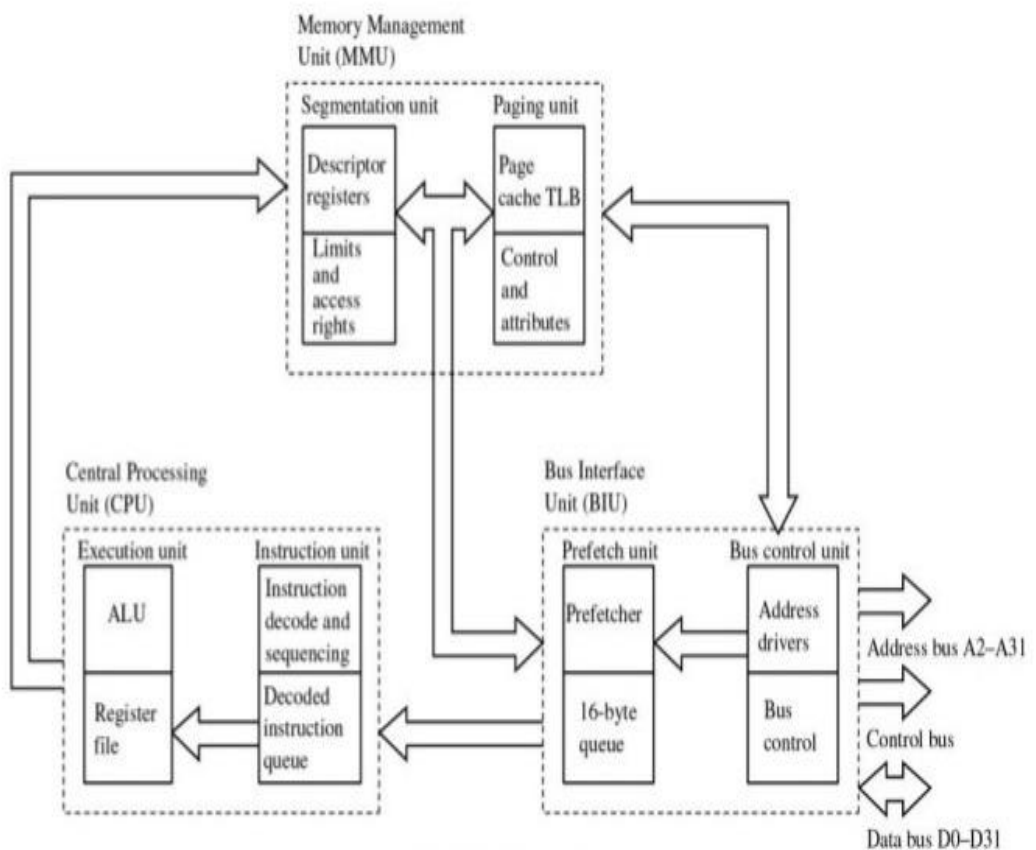 Memory Management
Unit (MMU)
Segmentation unit
Paging unit
Descriptor
registers
Limits
and
access
rights
Page
cache TLB
Control
and
attributes
Central Processing
Unit (CPU)
Execution unit
Instruction unit
ALU
Register
file
Instruction
decode and
sequencing
Decoded
instruction
queue
Bus Interface
Unit (BIU)
Prefetch unit
Bus control unit
Prefetcher
16-byte
queue
Address
drivers
Bus
control
Address bus A2–A31
Control bus
Data bus D0–D31